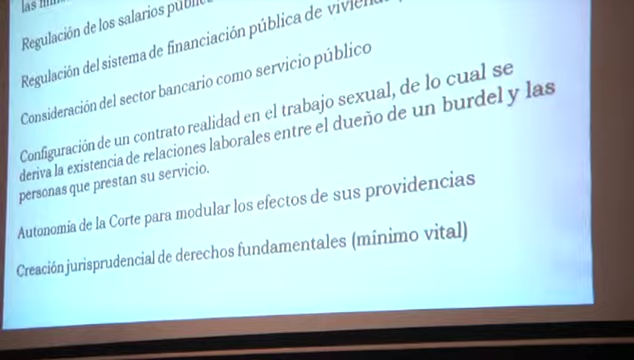 las
Regulación de los salarios
Regulación del sistema de financiación pública de
Consideración del sector bancario como servicio público
Configuración de un contrato realidad en el trabajo sexual, de lo cual se
deriva la existencia de relaciones laborales entre el dueño de un burdel y las
personas que prestan su servicio.
Autonomia de la Corte para modular los efectos de sus providencias
Creación jurisprudencial de derechos fundamentales (mínimo vital)